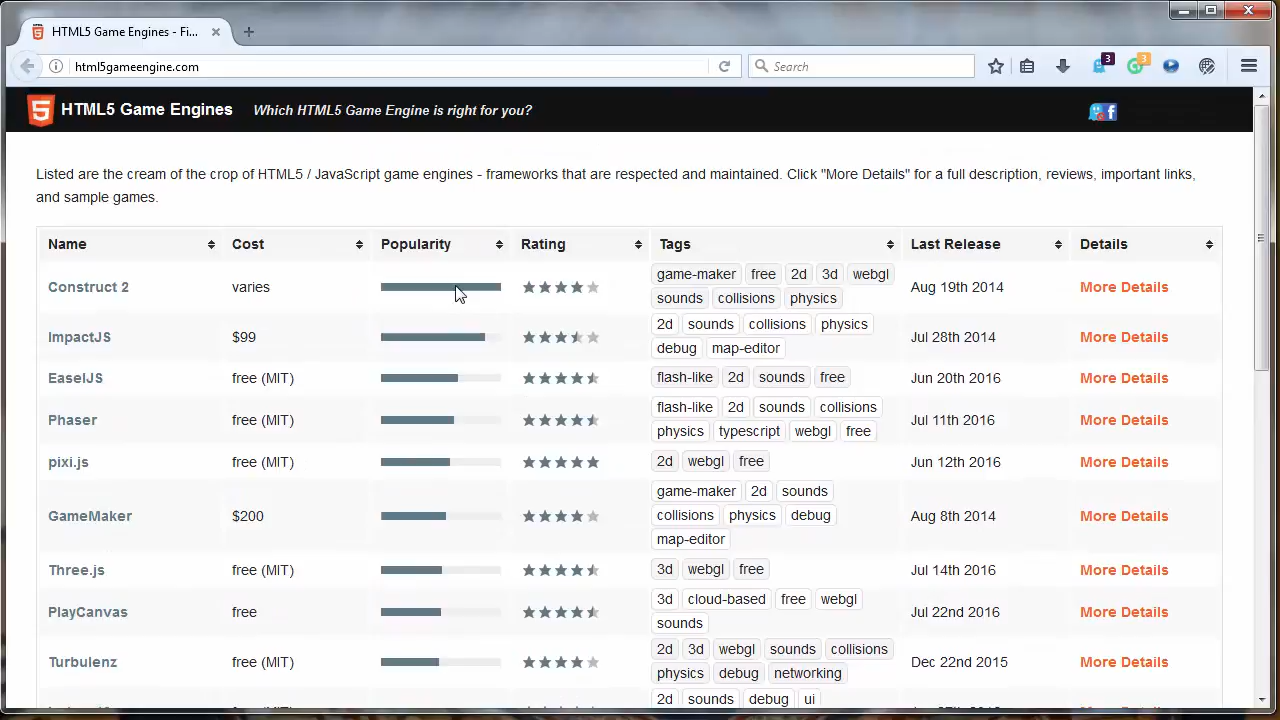 HTML5 Game Engines - Fi...
html5gameengine.com
Search
3
3
5 HTML5 Game Engines Which HTML5 Game Engine is right for you?
Listed are the cream of the crop of HTML5 / JavaScript game engines - frameworks that are respected and maintained. Click "More Details" for a full description, reviews, important links,
and sample games.
Name Cost Popularity Rating Tags Last Release Details
Construct 2 varies game-maker free 2d 3d webgl Aug 19th 2014 More Details
sounds collisions physics
ImpactJS $99 2d sounds collisions physics Jul 28th 2014 More Details
debug map-editor
EaselJS free (MIT) flash-like 2d sounds free Jun 20th 2016 More Details
Phaser free (MIT) flash-like 2d sounds collisions Jul 11th 2016 More Details
physics typescript webgl free
pixi.js free (MIT) 2d webgl free Jun 12th 2016 More Details
GameMaker $200 game-maker 2d sounds Aug 8th 2014 More Details
collisions physics debug
map-editor
Three.js free (MIT) 3d webgl free Jul 14th 2016 More Details
PlayCanvas free 3d cloud-based free webgl Jul 22nd 2016 More Details
sounds
Turbulenz free (MIT) 2d 3d webgl sounds collisions Dec 22nd 2015 More Details
physics debug networking
2d sounds debug ui